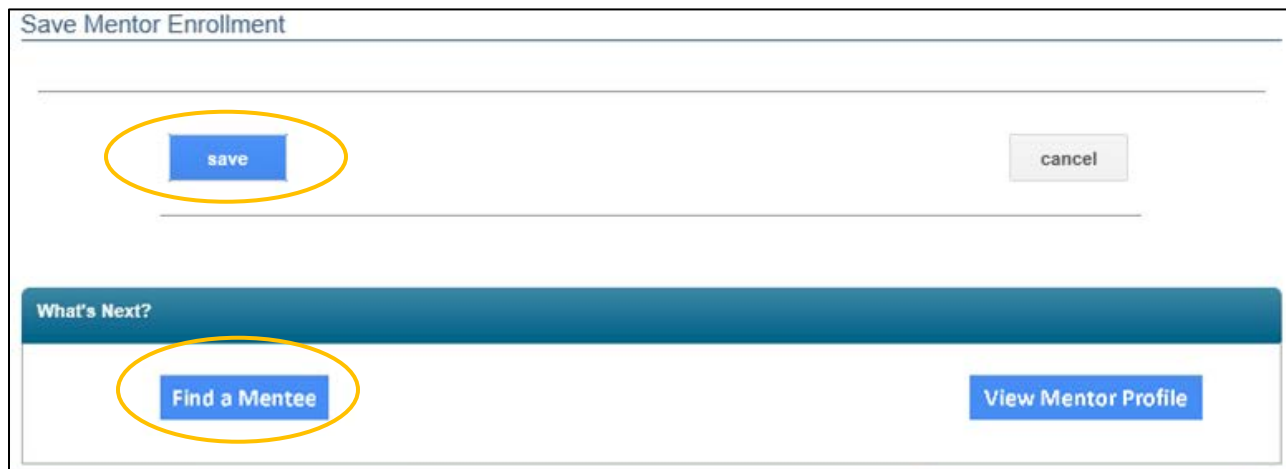 Save Mentor Enrollment
save cancel
What's Next?
Find a Mentee View Mentor Profile